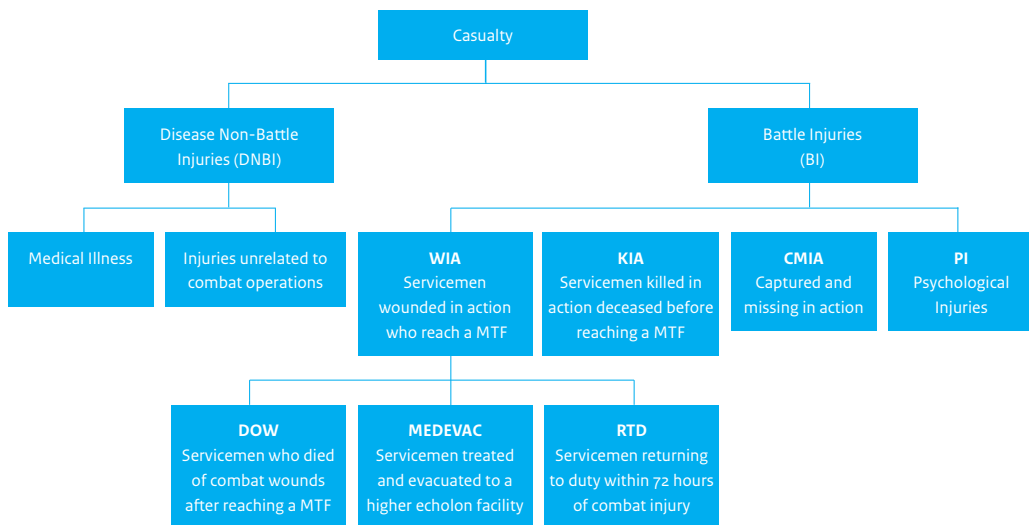 Casualty
Disease Non-Battle
Injuries (DNBI)
Battle Injuries
(BI)
Medical Illness
Injuries unrelated to
combat operations
WIA
Servicemen
wounded in action
who reach a MTF
KIA
Servicemen killed in
action deceased before
reaching a MTF
CMIA
Captured and
missing in action
PI
Psychological
Injuries
DOW
Servicemen who died
of combat wounds
after reaching a MTF
MEDEVAC
Servicemen treated
and evacuated to a
higher echolon facility
RTD
Servicemen returning
to duty within 72 hours
of combat injury